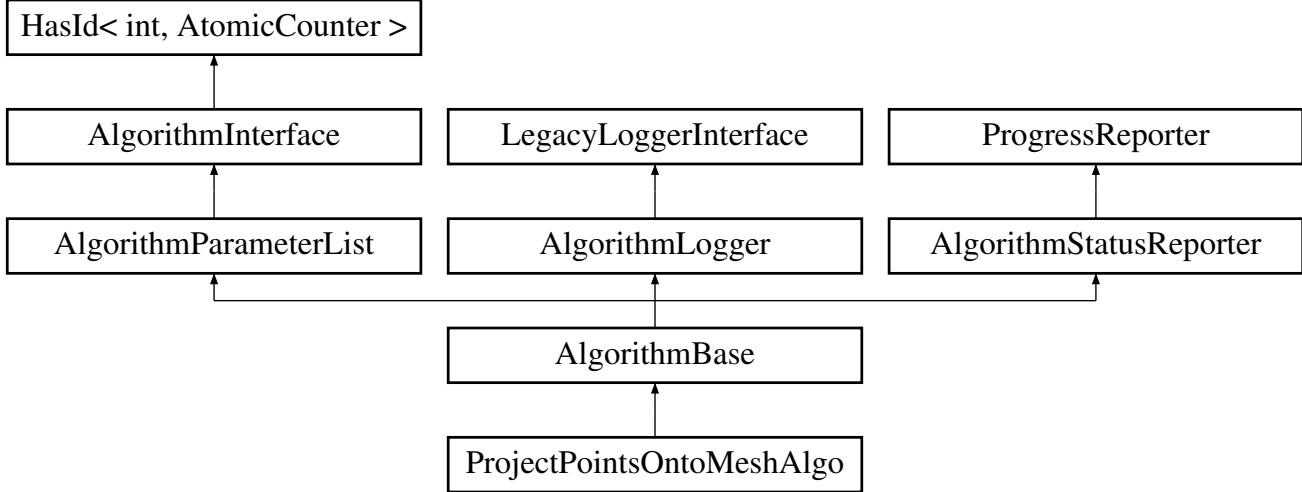 HasId< int, AtomicCounter >
AlgorithmInterface
LegacyLoggerInterface
ProgressReporter
AlgorithmParameterList
AlgorithmLogger
AlgorithmStatusReporter
AlgorithmBase
ProjectPointsOntoMeshAlgo